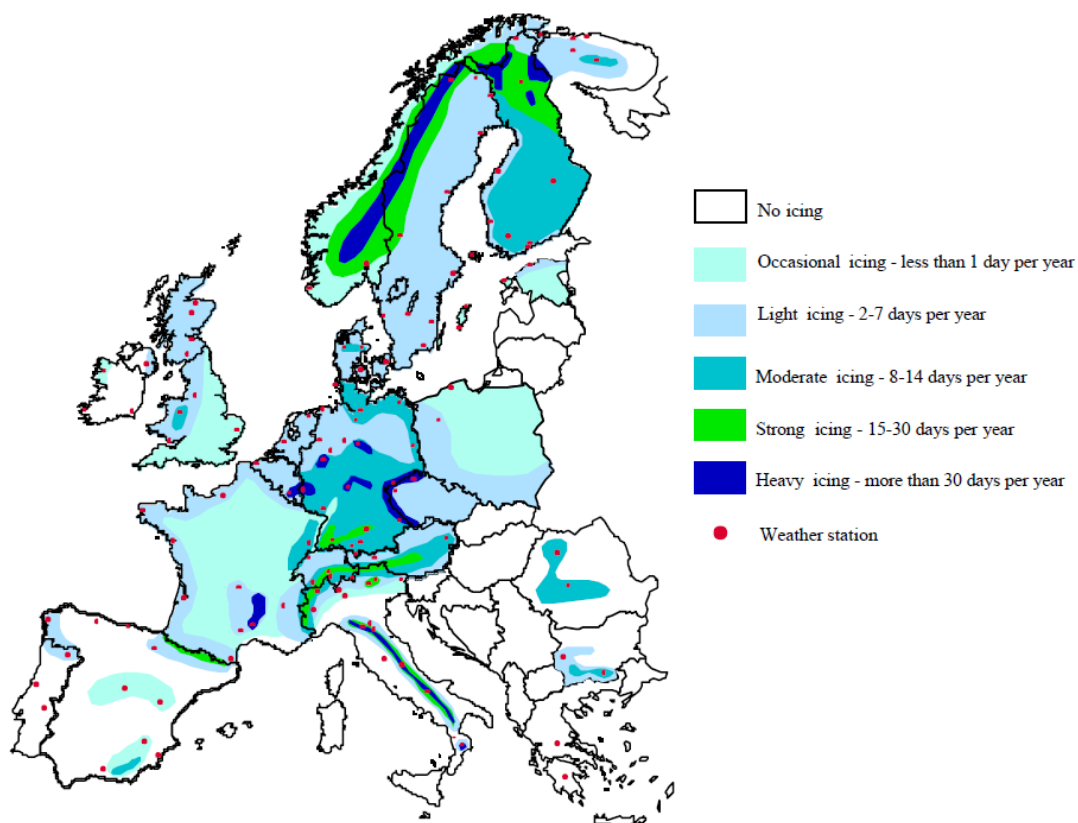 No icing
Occasional icing - less than 1 day per year
Light icing - 2-7 days per year
Moderate icing - 8-14 days per year
Strong icing - 15-30 days per year
Heavy icing - more than 30 days per year
Weather station